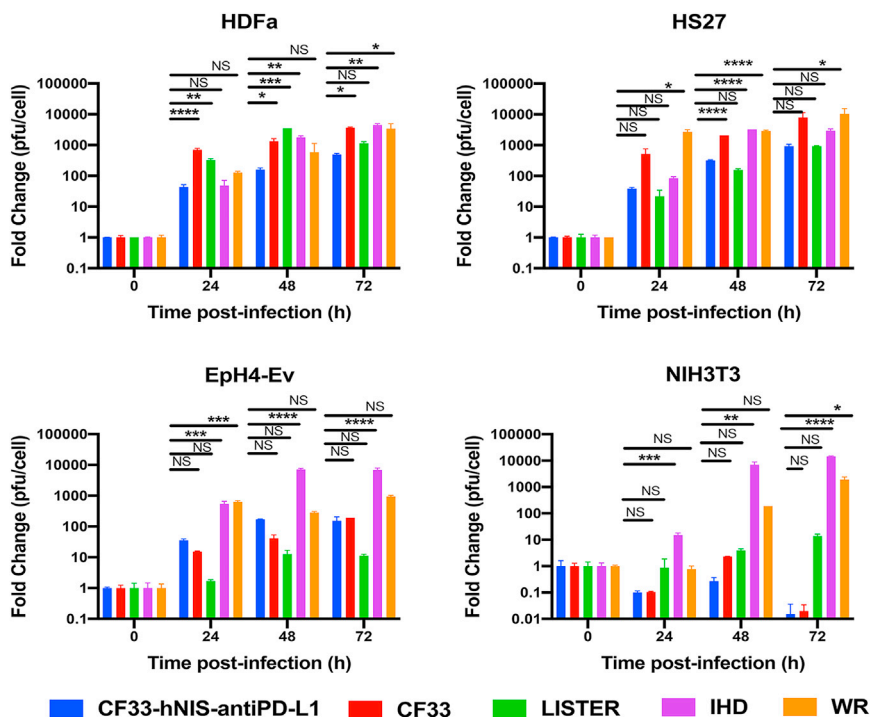 HDFa
Fold Change (pfu/cell)
100000
10000
1000
100
10
1
0.1
NS
NS
**
****
NS
**
***
*
*
**
NS
*
0 24 48 72
Time post-infection (h)
HS27
Fold Change (pfu/cell)
100000
10000
1000
100
10
1
0.1
*
NS
NS
NS
****
****
NS
****
*
NS
NS
NS
0 24 48 72
Time post-infection (h)
EpH4-Ev
Fold Change (pfu/cell)
100000
10000
1000
100
10
1
0.1
***
***
NS
NS
NS
****
NS
NS
NS
****
NS
NS
0 24 48 72
Time post-infection (h)
NIH3T3
Fold Change (pfu/cell)
100000
10000
1000
100
10
1
0.1
0.01
NS
***
NS
NS
NS
**
NS
NS
*
****
NS
NS
0 24 48 72
Time post-infection (h)
CF33-hNIS-antiPD-L1 CF33 LISTER IHD WR